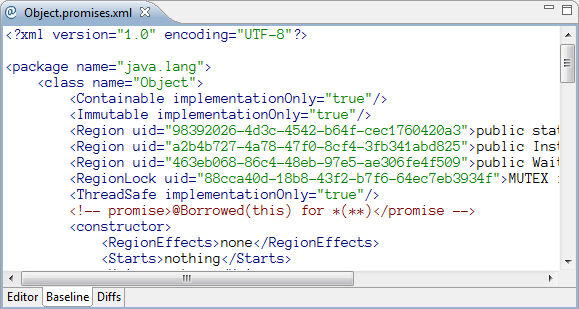 Object.promises.xml
<?xml version="1.0" encoding="UTF-8"?>
<package name="java.lang">
<class name="Object">
<Containable implementationOnly="true"/>
<Immutable implementationOnly="true"/>
<Region uid="98392026-4d3c-4542-b64f-cec1760420a3">public stat
<Region uid="a2b4b727-4a78-47f0-8cf4-3fb341abd825">public Inst
<Region uid="463eb068-86c4-48eb-97e5-ae306fe4f509">public Wait
<RegionLock uid="88cca40d-18b8-43f2-b7f6-64ec7eb3934f">MUTEX
<ThreadSafe implementationOnly="true"/>
<!-- promise>@Borrowed(this) for *(**)</promise -->
<constructor>
<RegionEffects>none</RegionEffects>
<Starts>nothing</Starts>
Editor Baseline Diffs